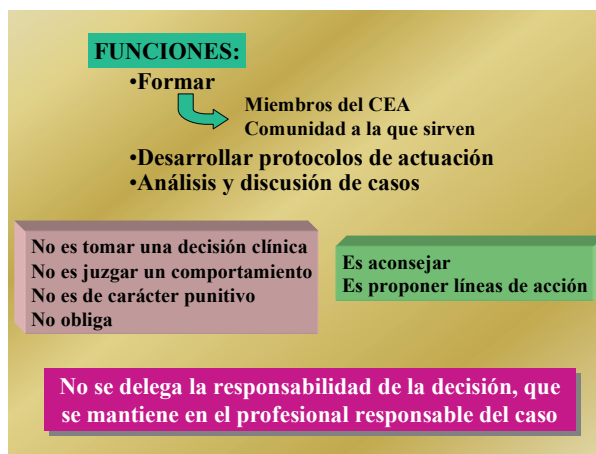 FUNCIONES:
•Formar
Miembros del CEA
Comunidad a la que sirven
•Desarrollar protocolos de actuación
•Análisis y discusión de casos
No es tomar una decisión clínica
No es juzgar un comportamiento
No es de carácter punitivo
No obliga
Es aconsejar
Es proponer líneas de acción
No se delega la responsabilidad de la decisión, que
se mantiene en el profesional responsable del caso